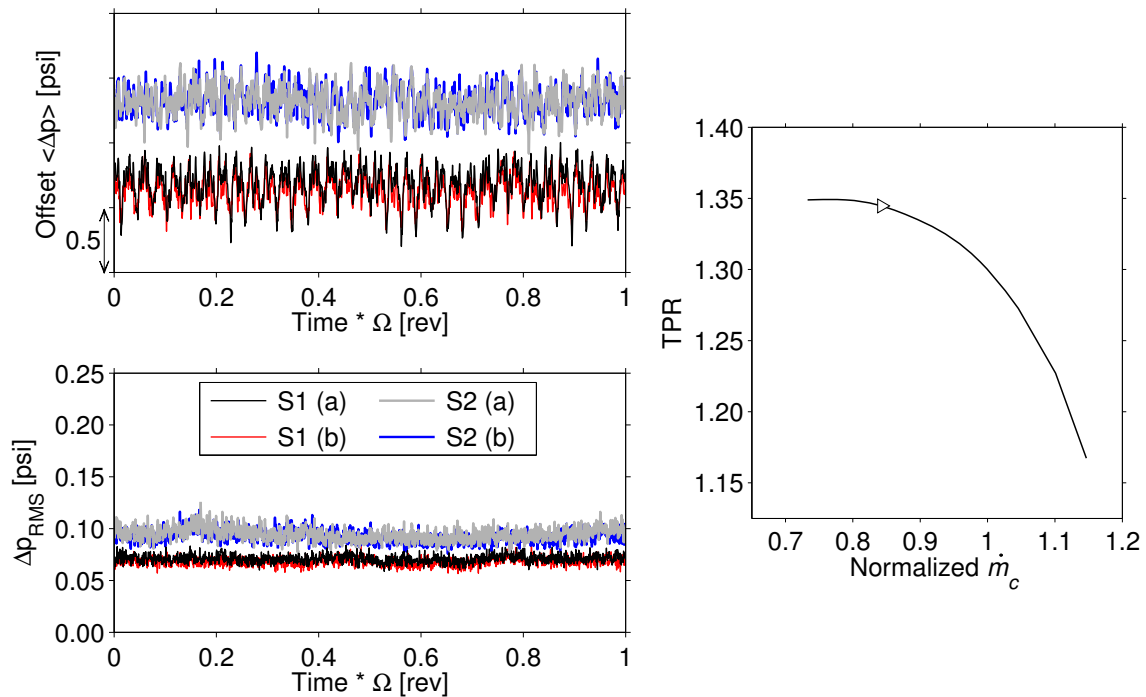 Offset <Δp> [psi]
0.5
0 0.2 0.4 0.6 0.8 1
Time * Ω [rev]
Δp_RMS [psi]
0.25
0.20
0.15
0.10
0.05
0.00
S1 (a) S2 (a)
S1 (b) S2 (b)
0 0.2 0.4 0.6 0.8 1
Time * Ω [rev]
TPR
1.40
1.35
1.30
1.25
1.20
1.15
0.7 0.8 0.9 1 1.1 1.2
Normalized ṁ_c